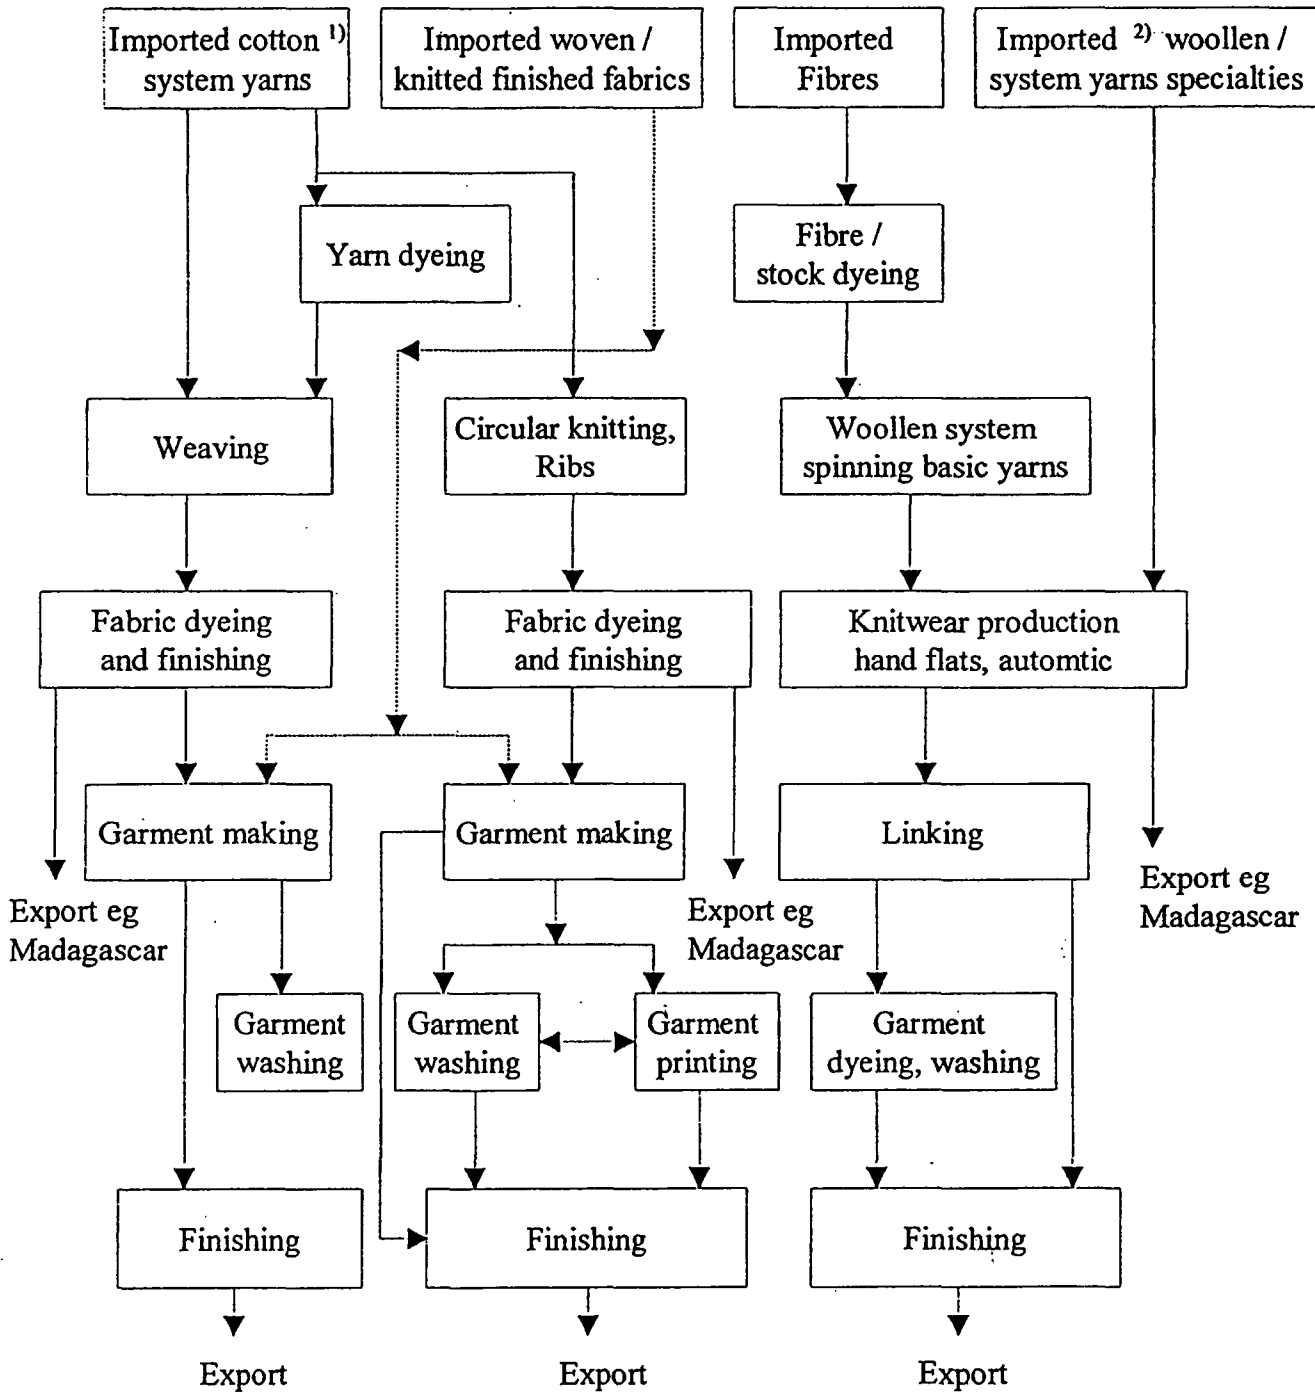 Imported cotton 1)
system yarns
Imported woven /
knitted finished fabrics
Imported
Fibres
Imported 2) woollen /
system yarns specialties
Yarn dyeing
Fibre /
stock dyeing
Weaving
Circular knitting,
Ribs
Woollen system
spinning basic yarns
Fabric dyeing
and finishing
Fabric dyeing
and finishing
Knitwear production
hand flats, automtic
Garment making
Garment making
Linking
Export eg
Madagascar
Export eg
Madagascar
Export eg
Madagascar
Garment
washing
Garment
washing
Garment
printing
Garment
dyeing, washing
Finishing
Finishing
Finishing
Export
Export
Export